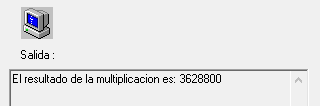 Salida :
El resultado de la multiplicacion es: 3628800